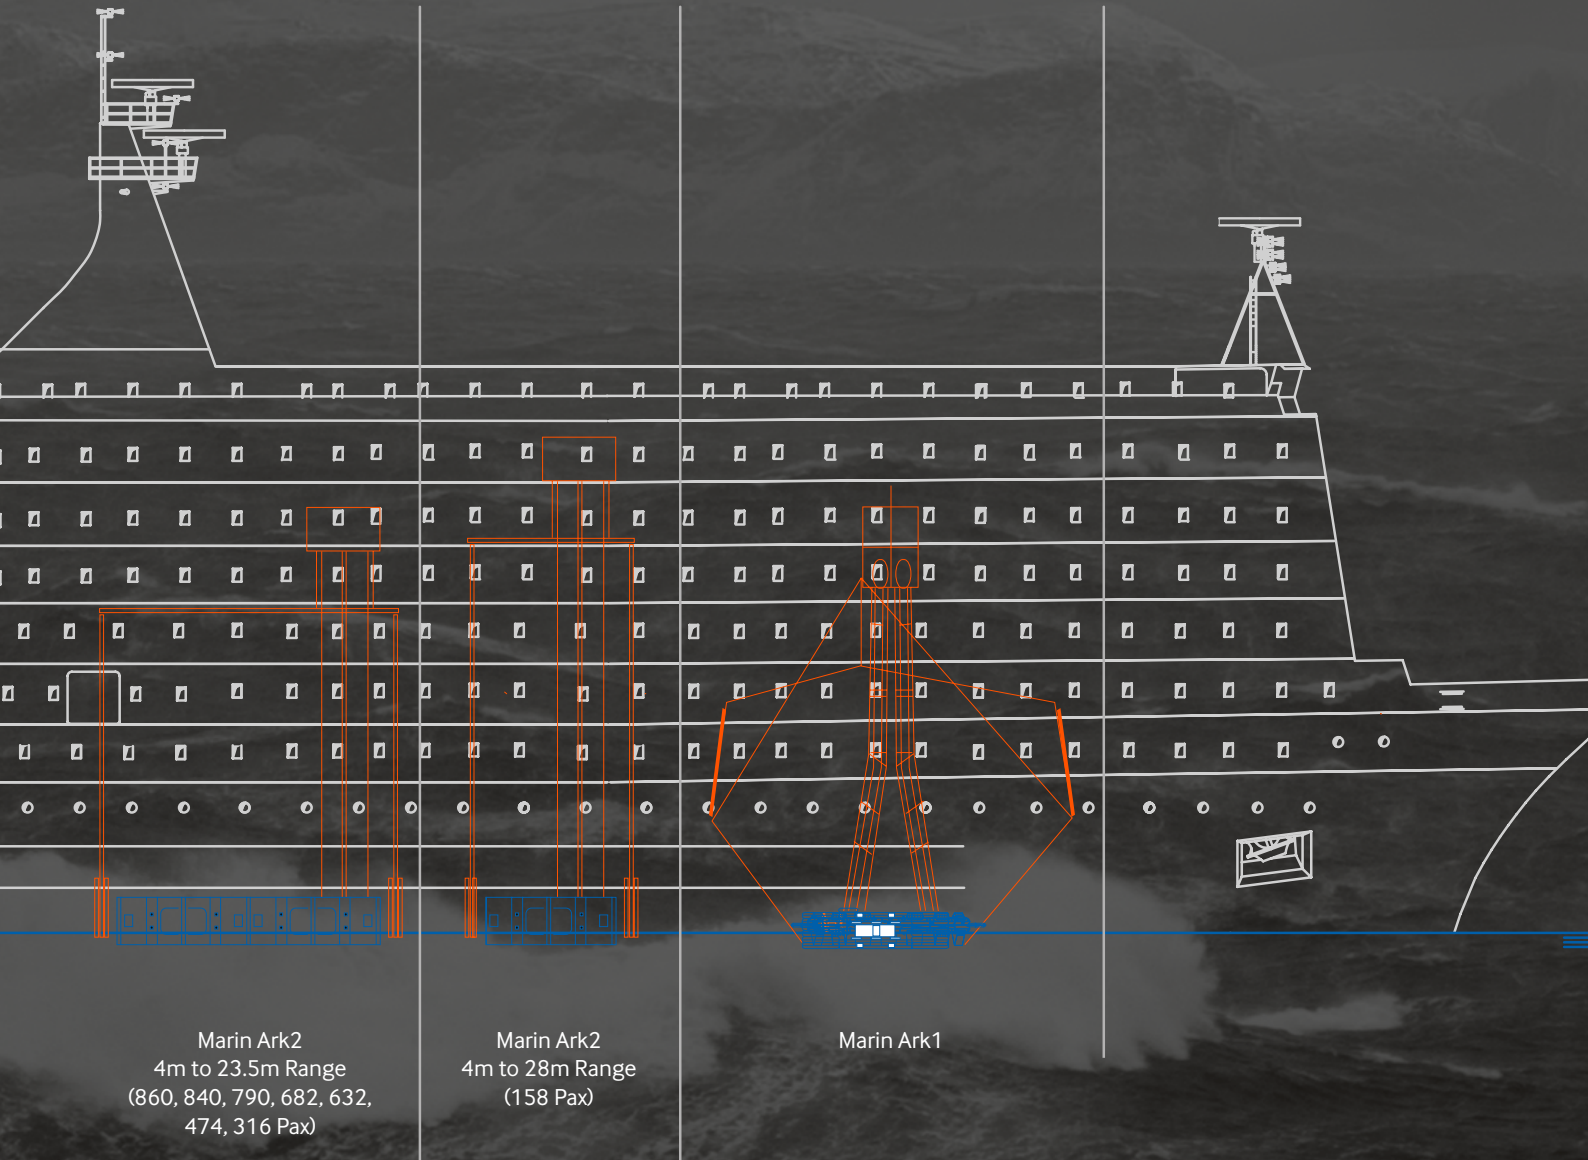 Marin Ark2
4m to 23.5m Range
(860, 840, 790, 682, 632,
474, 316 Pax)
Marin Ark2
4m to 28m Range
(158 Pax)
Marin Ark1